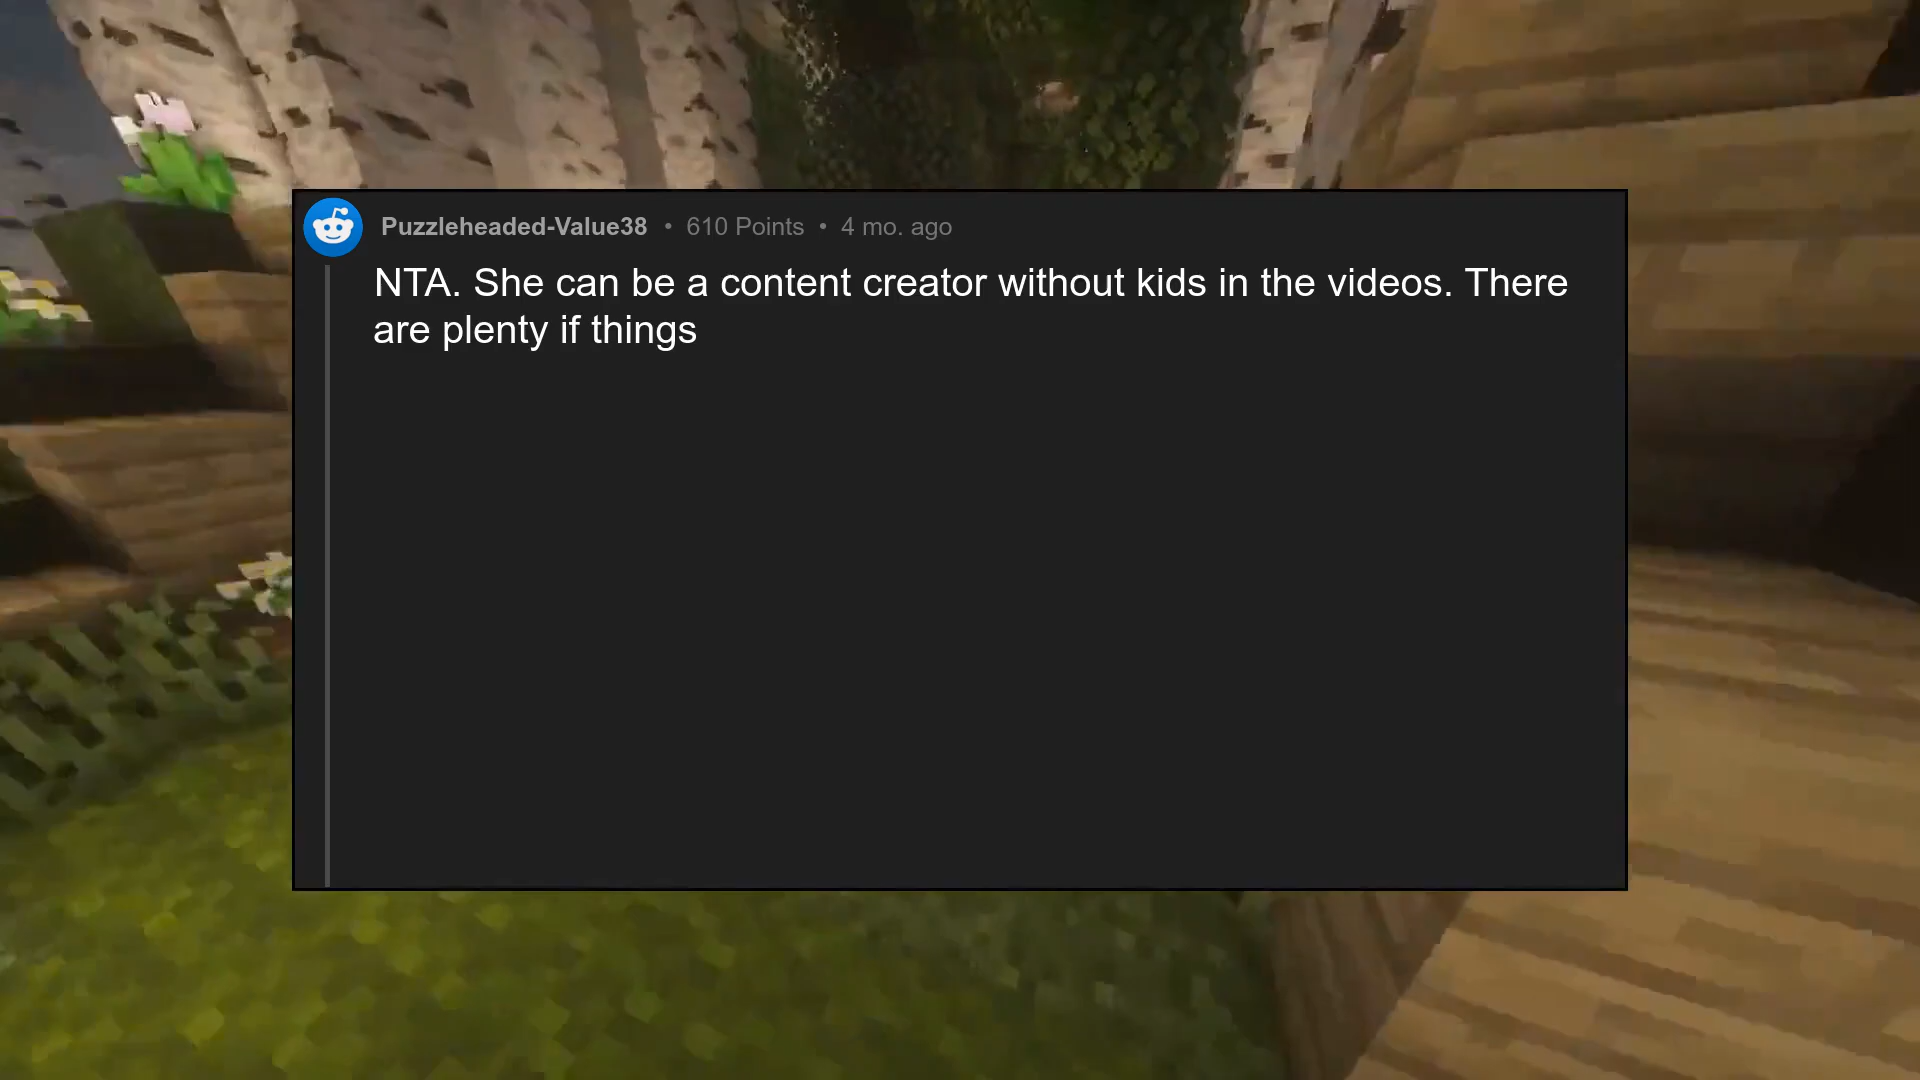 Puzzleheaded-Value38 • 610 Points • 4 mo. ago
NTA. She can be a content creator without kids in the videos. There
are plenty if things